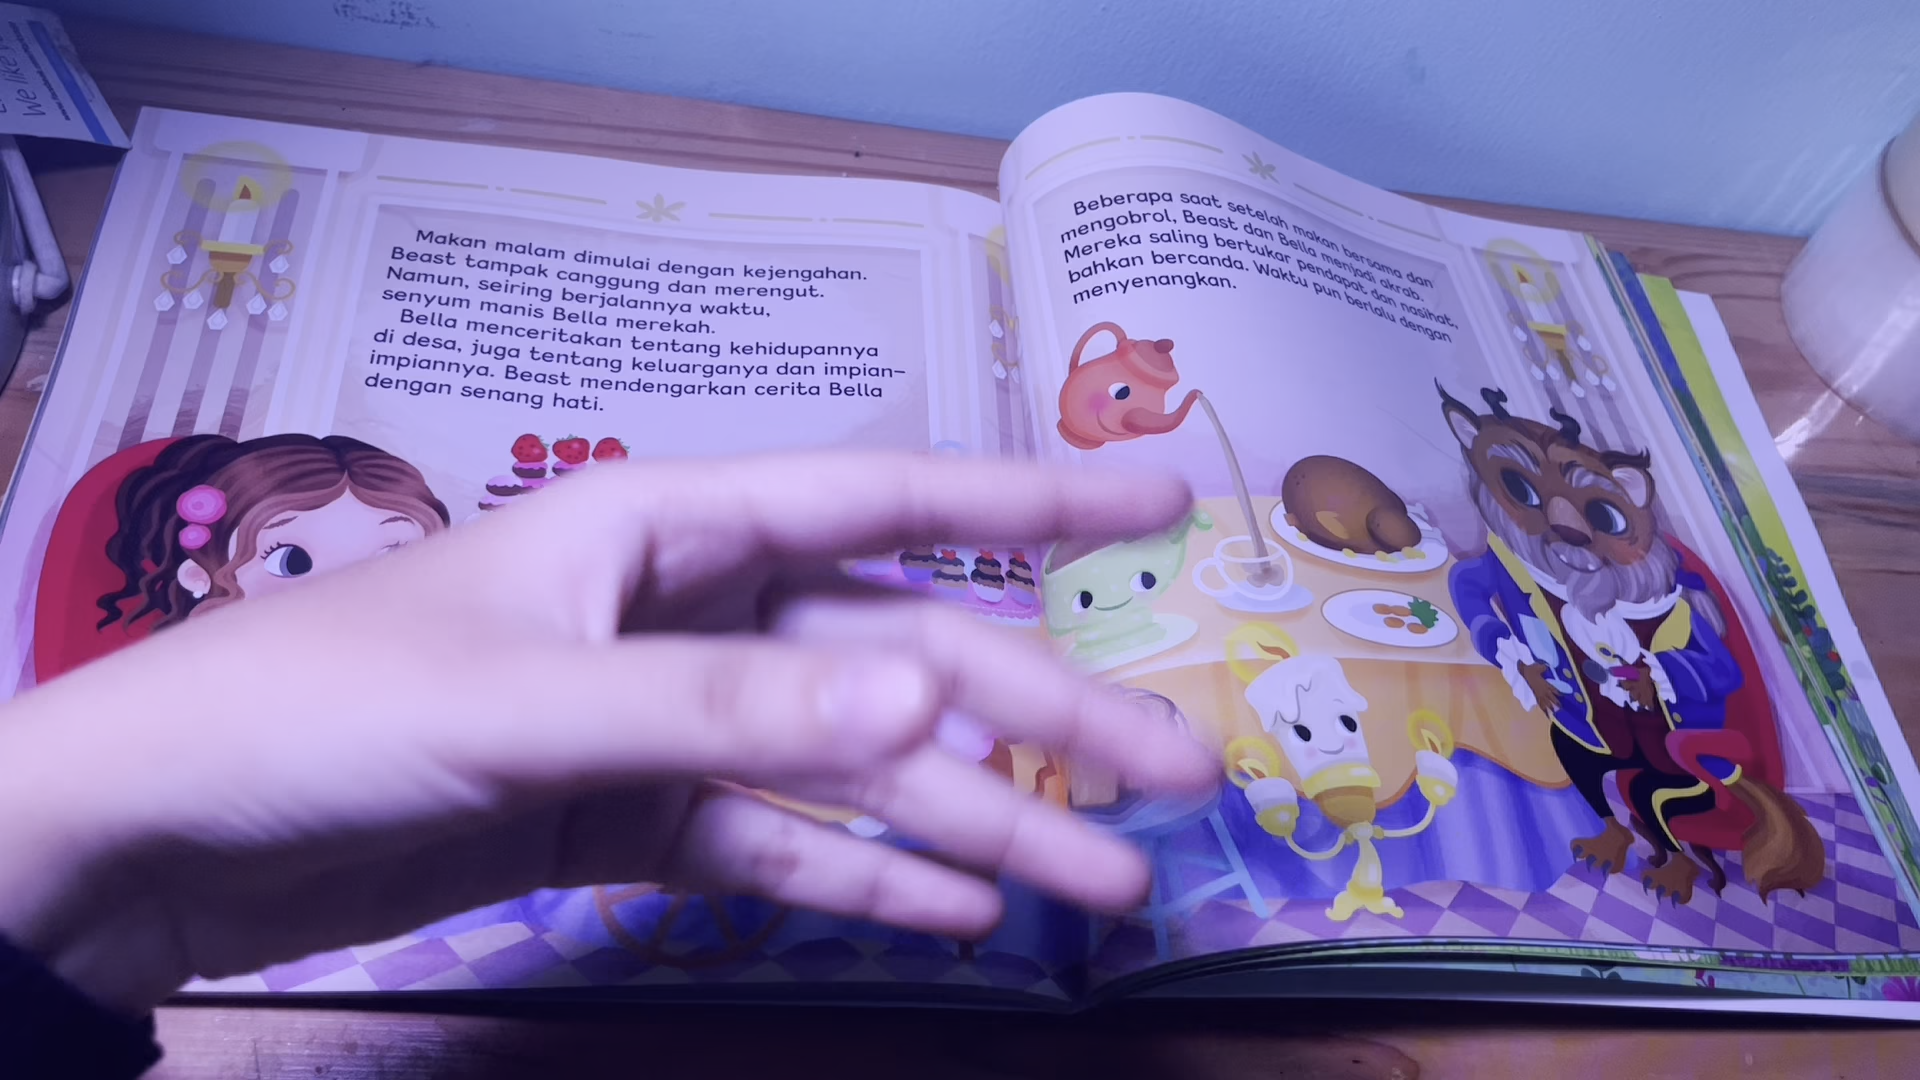 We like
Makan malam dimulai dengan kejengahan.
Beast tampak canggung dan merengut.
Namun, seiring berjalannya waktu,
senyum manis Bella merekah.
Bella menceritakan tentang kehidupannya
di desa, juga tentang keluarganya dan impian-
impiannya. Beast mendengarkan cerita Bella
dengan senang hati.
Beberapa saat setelah makan bersama dan
mengobrol, Beast dan Bella menjadi akrab.
Mereka saling bertukar pendapat dan nasihat,
bahkan bercanda. Waktu pun berlalu dengan
menyenangkan.